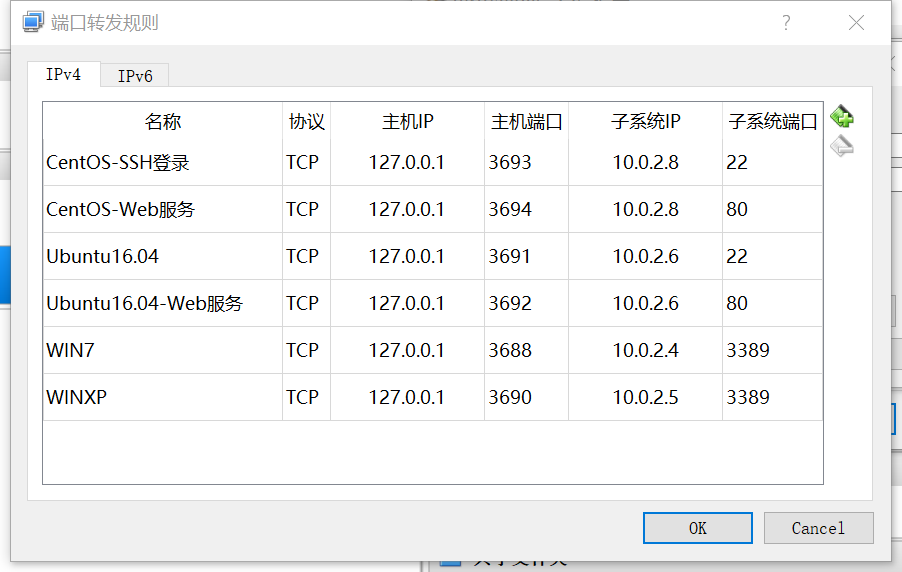 端口转发规则
IPv4 IPv6
名称 协议 主机IP 主机端口 子系统IP 子系统端口
CentOS-SSH登录 TCP 127.0.0.1 3693 10.0.2.8 22
CentOS-Web服务 TCP 127.0.0.1 3694 10.0.2.8 80
Ubuntu16.04 TCP 127.0.0.1 3691 10.0.2.6 22
Ubuntu16.04-Web服务 TCP 127.0.0.1 3692 10.0.2.6 80
WIN7 TCP 127.0.0.1 3688 10.0.2.4 3389
WINXP TCP 127.0.0.1 3690 10.0.2.5 3389
OK Cancel